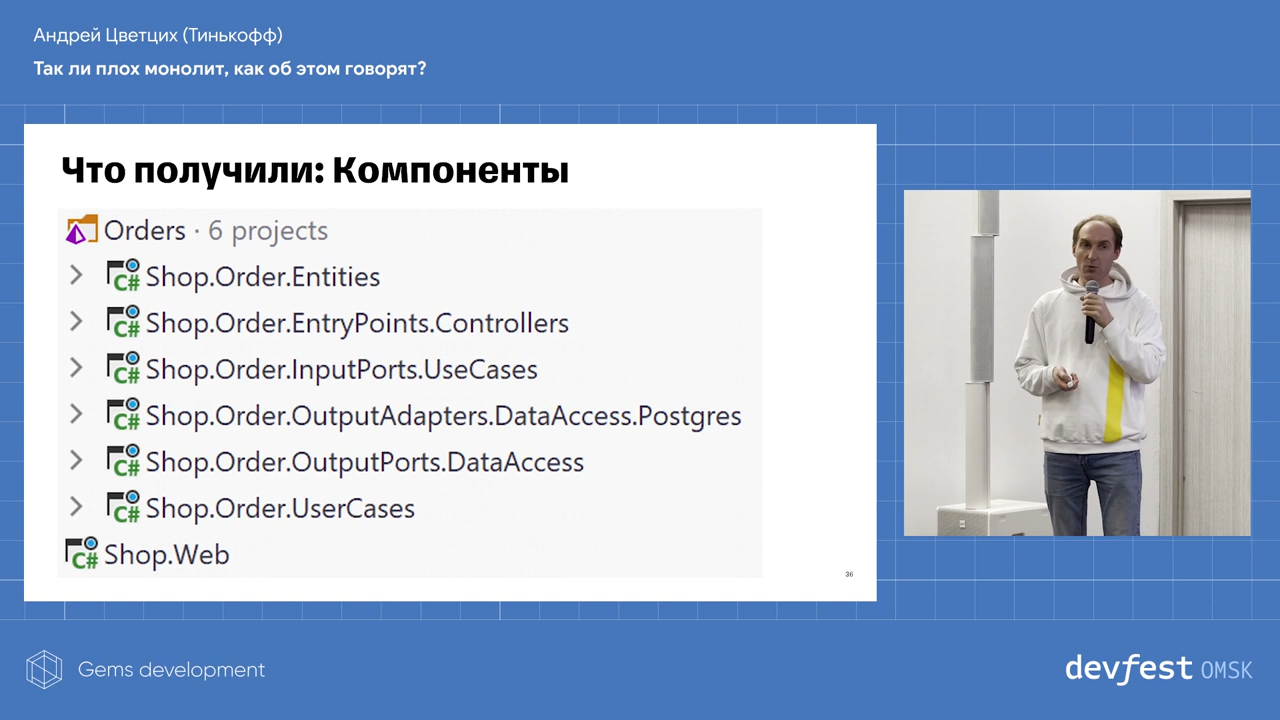 Андрей Цветцих (Тинькофф)
Так ли плох монолит, как об этом говорят?
Что получили: Компоненты
Orders · 6 projects
C# Shop.Order.Entities
C# Shop.Order.EntryPoints.Controllers
C# Shop.Order.InputPorts.UseCases
C# Shop.Order.OutputAdapters.DataAccess.Postgres
C# Shop.Order.OutputPorts.DataAccess
C# Shop.Order.UserCases
C# Shop.Web
36
Gems development
devfest OMSK